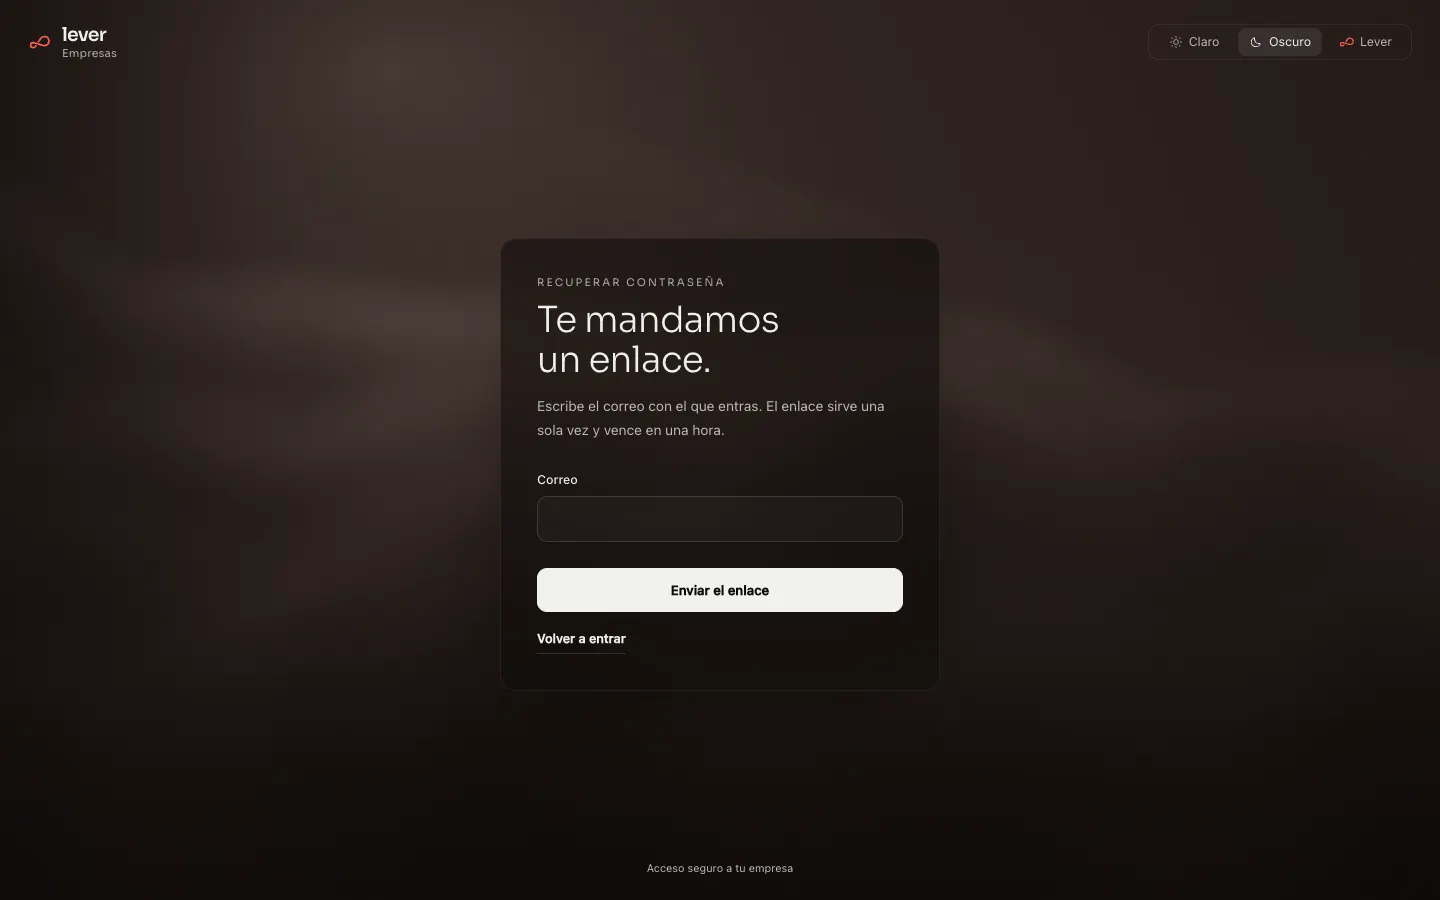 lever
Empresas
Claro
Oscuro
Lever
RECUPERAR CONTRASEÑA
Te mandamos
un enlace.
Escribe el correo con el que entras. El enlace sirve una
sola vez y vence en una hora.
Correo
Enviar el enlace
Volver a entrar
Acceso seguro a tu empresa